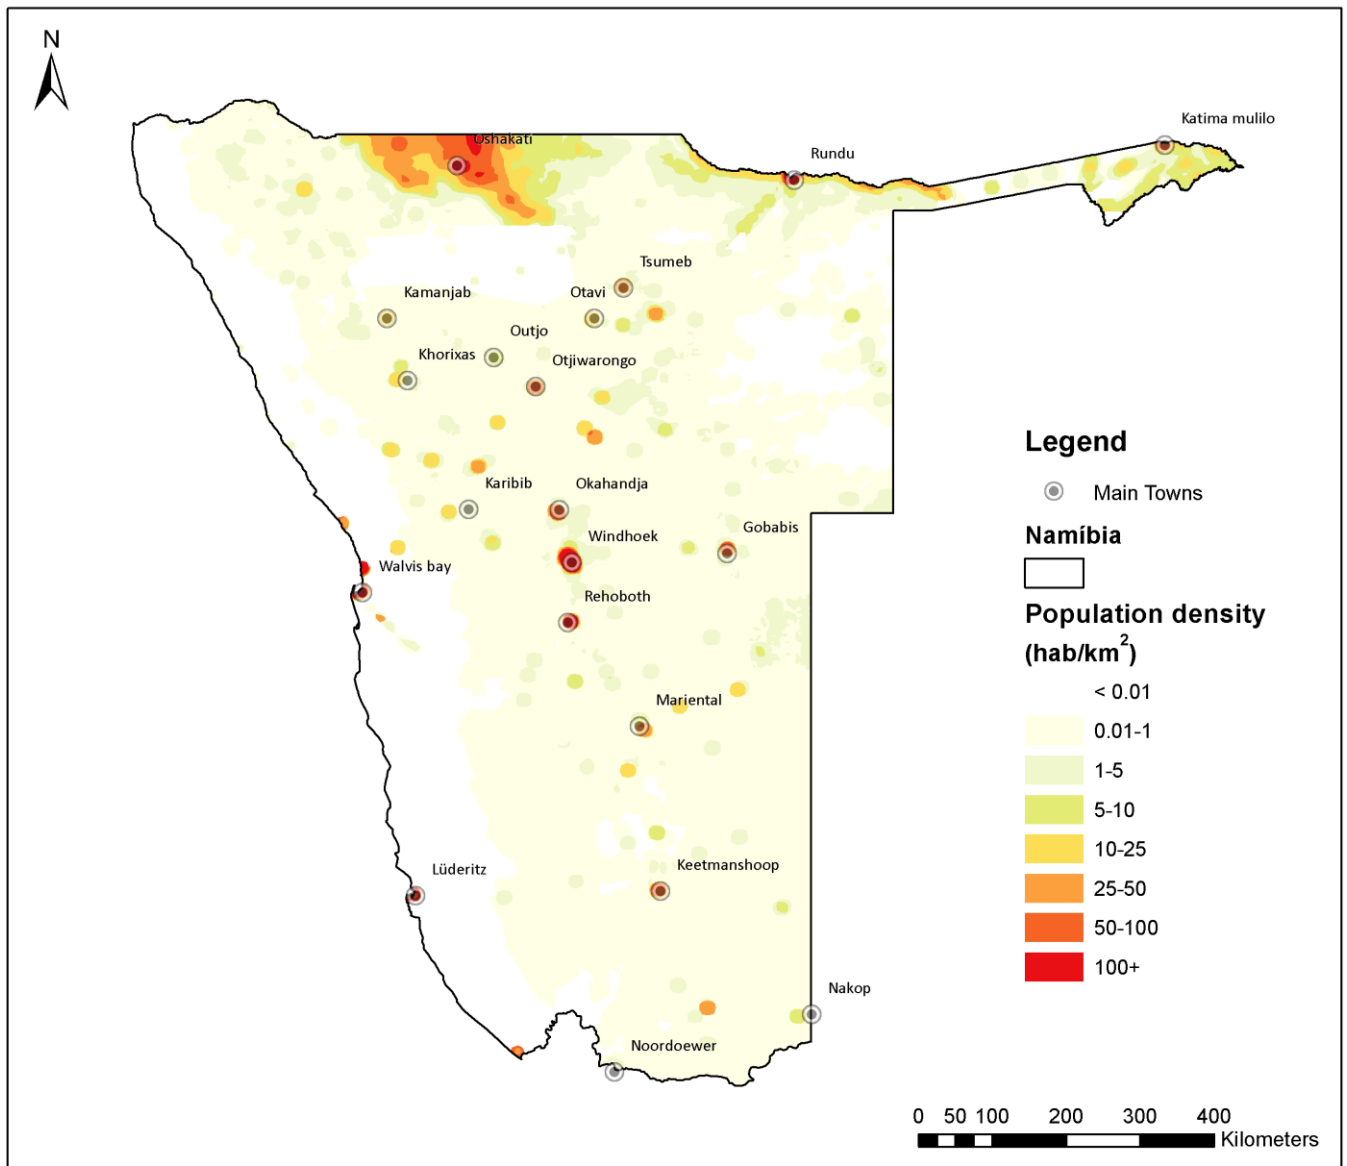 N
Katima mulilo
Oshakati
Rundu
Tsumeb
Kamanjab
Otavi
Outjo
Khorixas
Otjiwarongo
Karibib
Okahandja
Windhoek
Gobabis
Walvis bay
Rehoboth
Mariental
Lüderitz
Keetmanshoop
Nakop
Noordoewer
Legend
Main Towns
Namíbia
Population density
(hab/km²)
< 0.01
0.01-1
1-5
5-10
10-25
25-50
50-100
100+
0 50 100 200 300 400
Kilometers